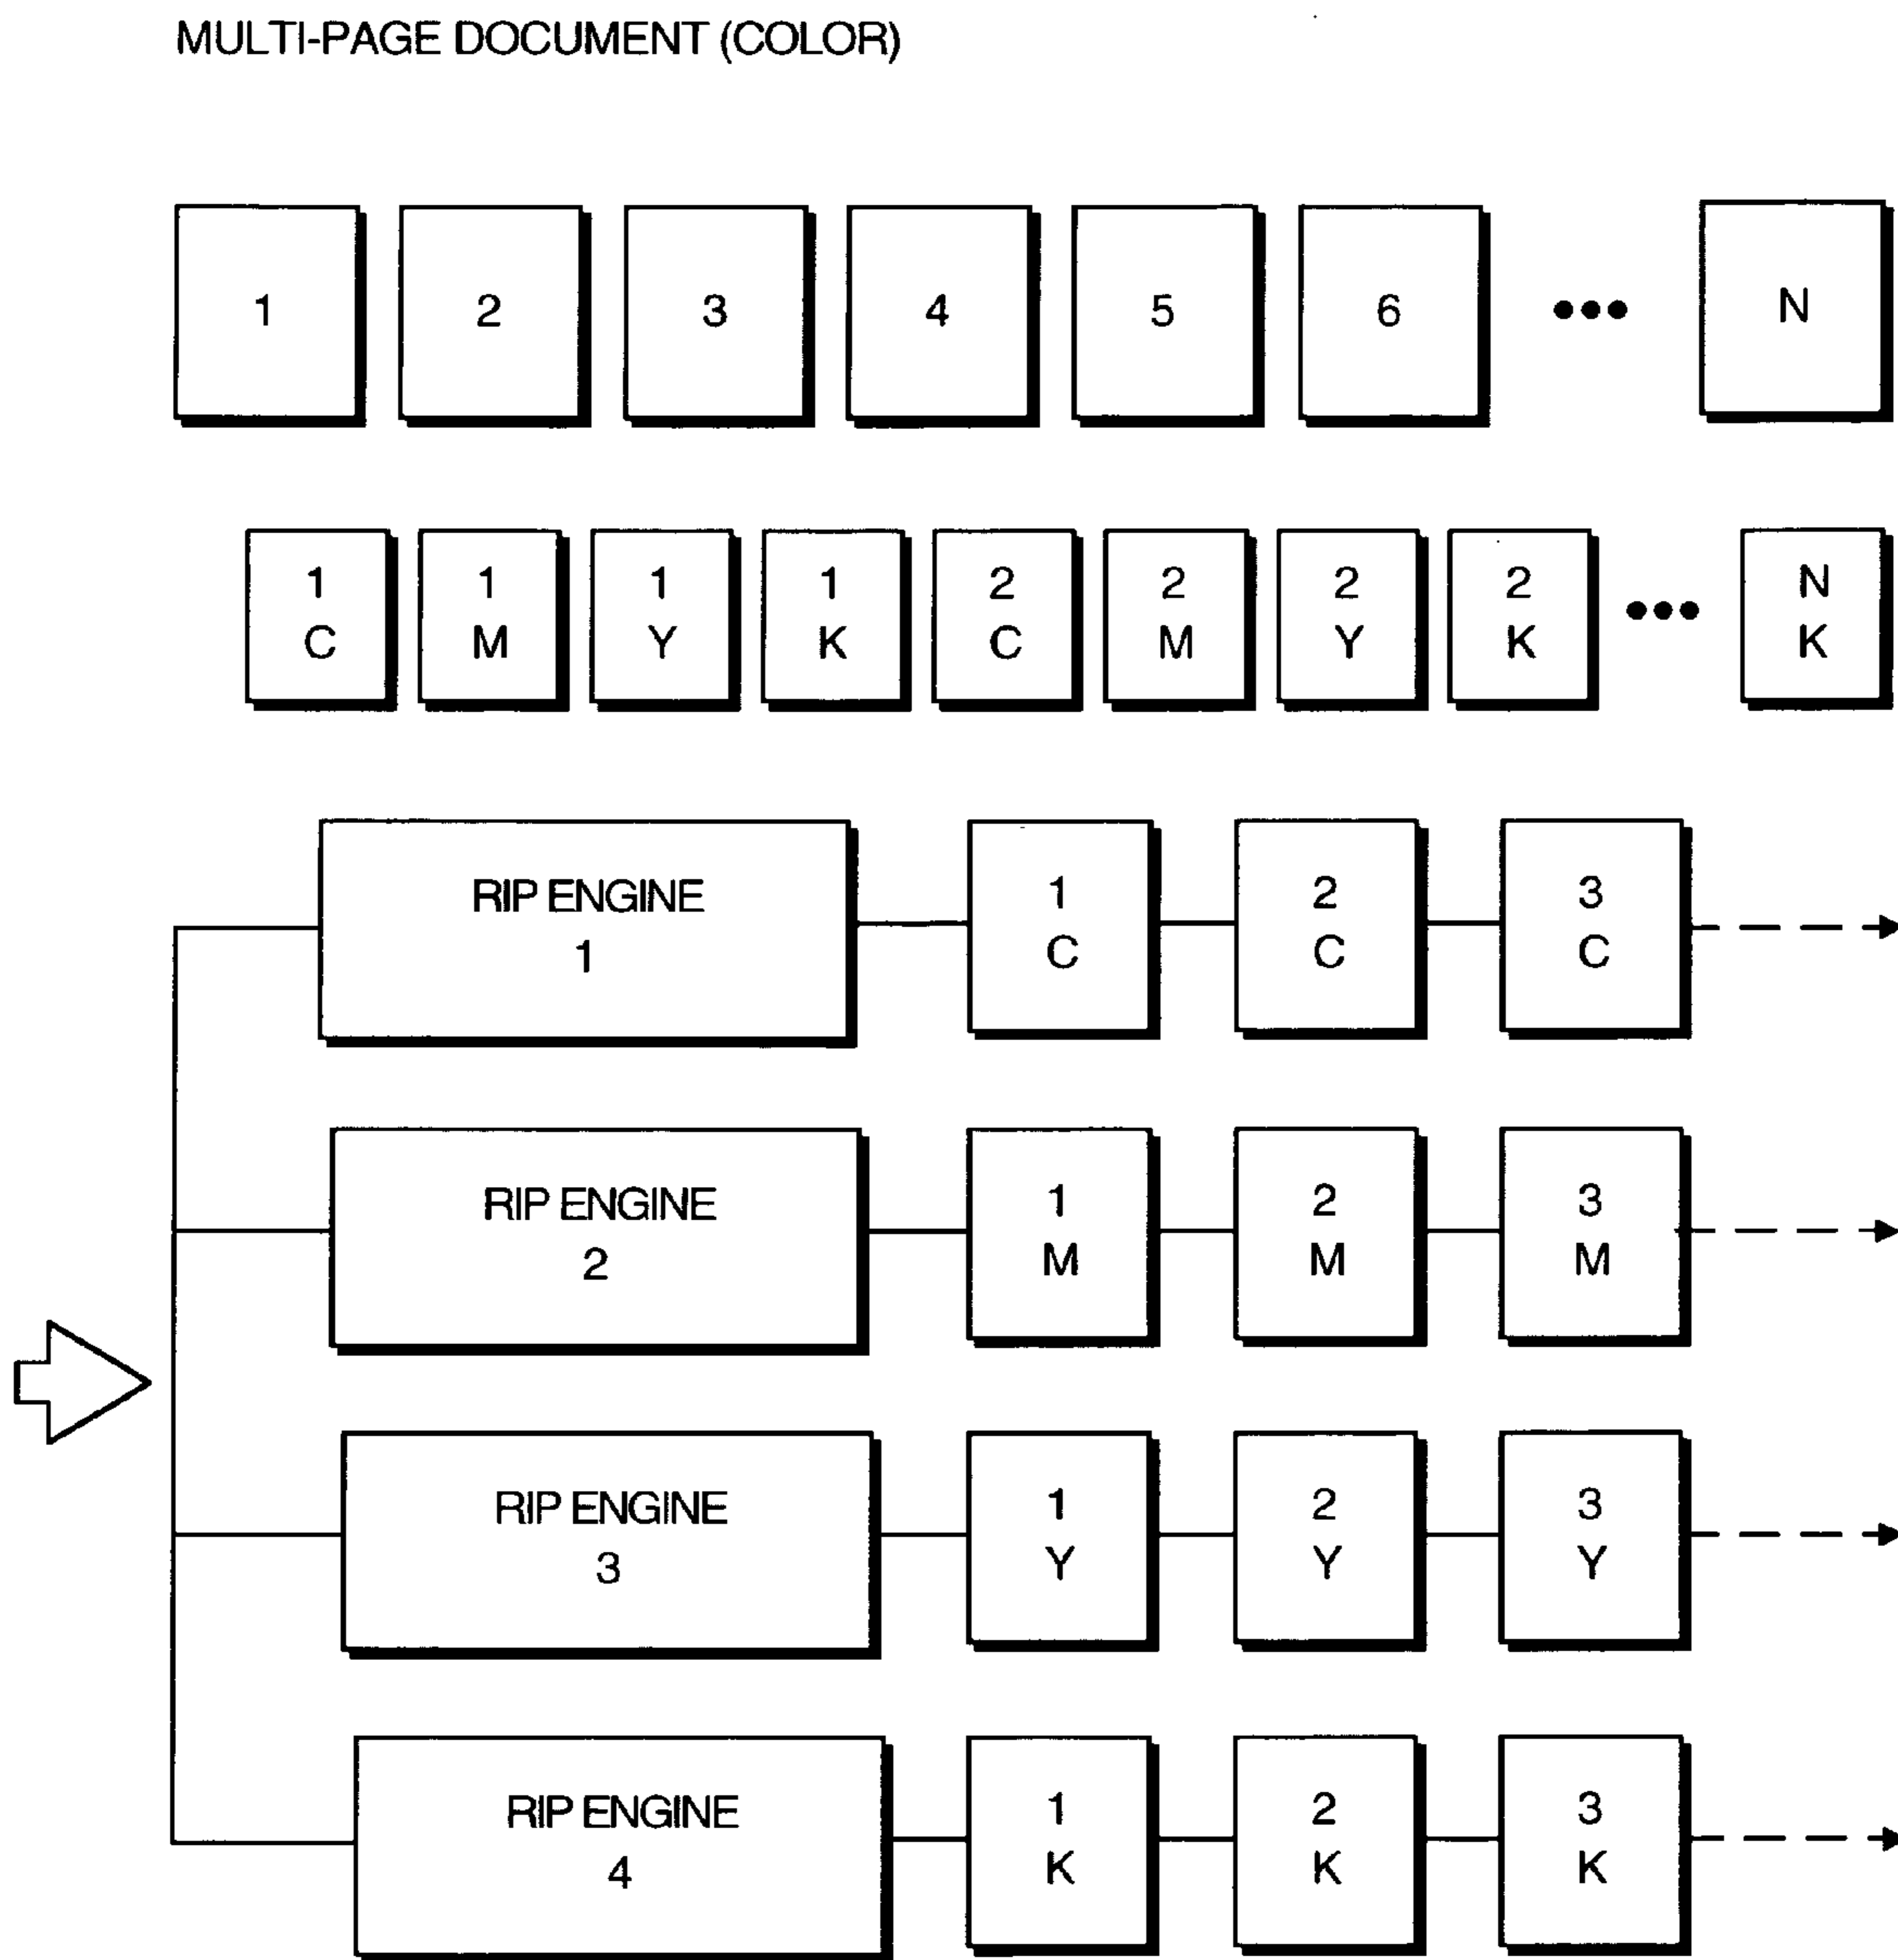 MULTI-PAGE DOCUMENT (COLOR)
1 2 3 4 5 6 ••• N
1 1 1 1 2 2 2 2 ••• N
C M Y K C M Y K K
RIP ENGINE 1 2 3
1 C C C
RIP ENGINE 1 2 3
2 M M M
RIP ENGINE 1 2 3
3 Y Y Y
RIP ENGINE 1 2 3
4 K K K